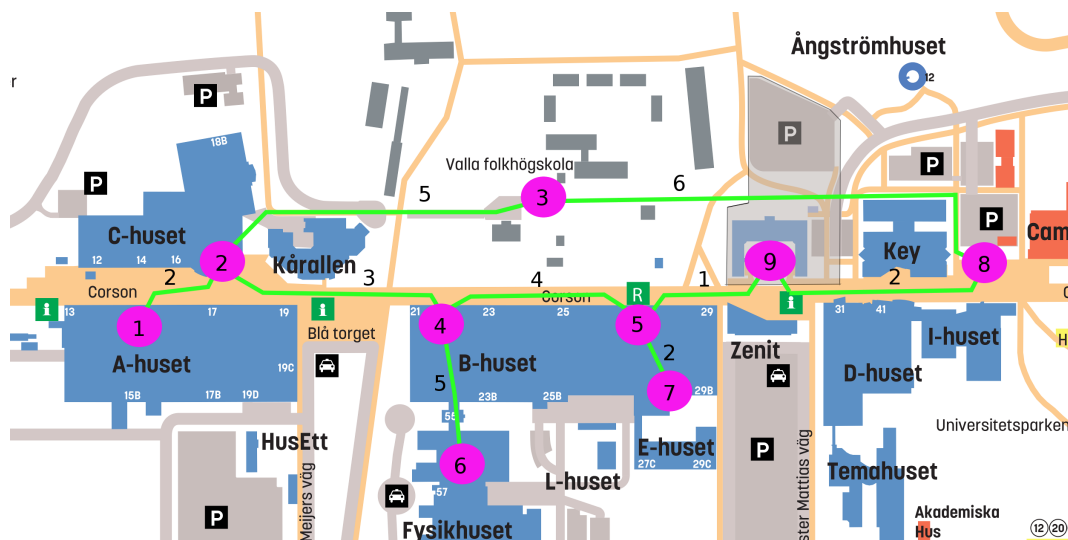 Ångströmhuset
12
r
P
18B
Valla folkhögskola
P
P
P
5
3
6
P
C-huset
Cam
12
14
16
2
Kårallen
Key
9
8
2
3
4
1
2
Corson
Corson
R
i
i
i
13
17
19
21
23
25
29
31
41
1
4
5
Blå torget
A-huset
B-huset
Zenit
I-huset
D-huset
19C
2
5
7
29B
15B
17B
19D
23B
25B
55
HusEtt
E-huset
Universitetsparken
6
27C
29C
P
L-huset
Temahuset
57
Meijers väg
ster Mattias väg
P
Fysikhuset
Akademiska
Hus
12 20